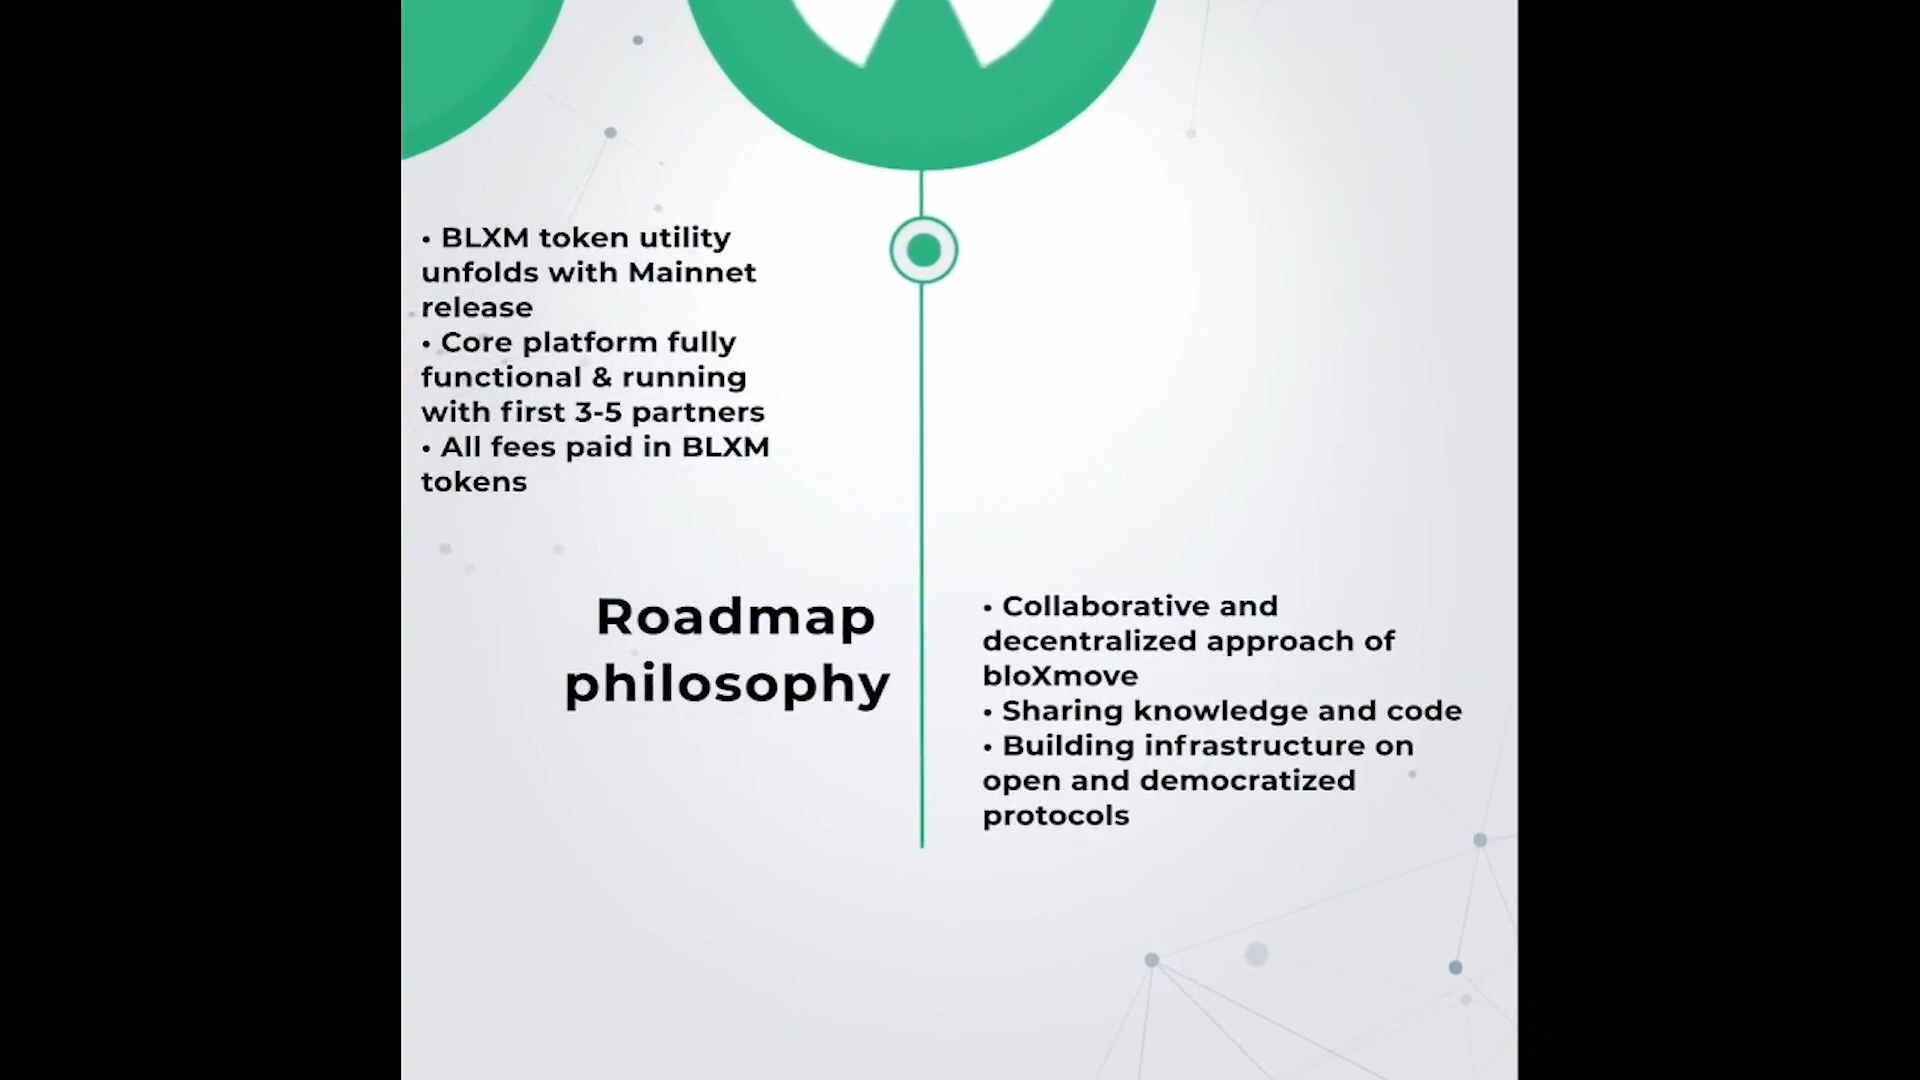 • BLXM token utility
unfolds with Mainnet
release
• Core platform fully
functional & running
with first 3-5 partners
• All fees paid in BLXM
tokens
Roadmap
philosophy
• Collaborative and
decentralized approach of
bloXmove
• Sharing knowledge and code
• Building infrastructure on
open and democratized
protocols